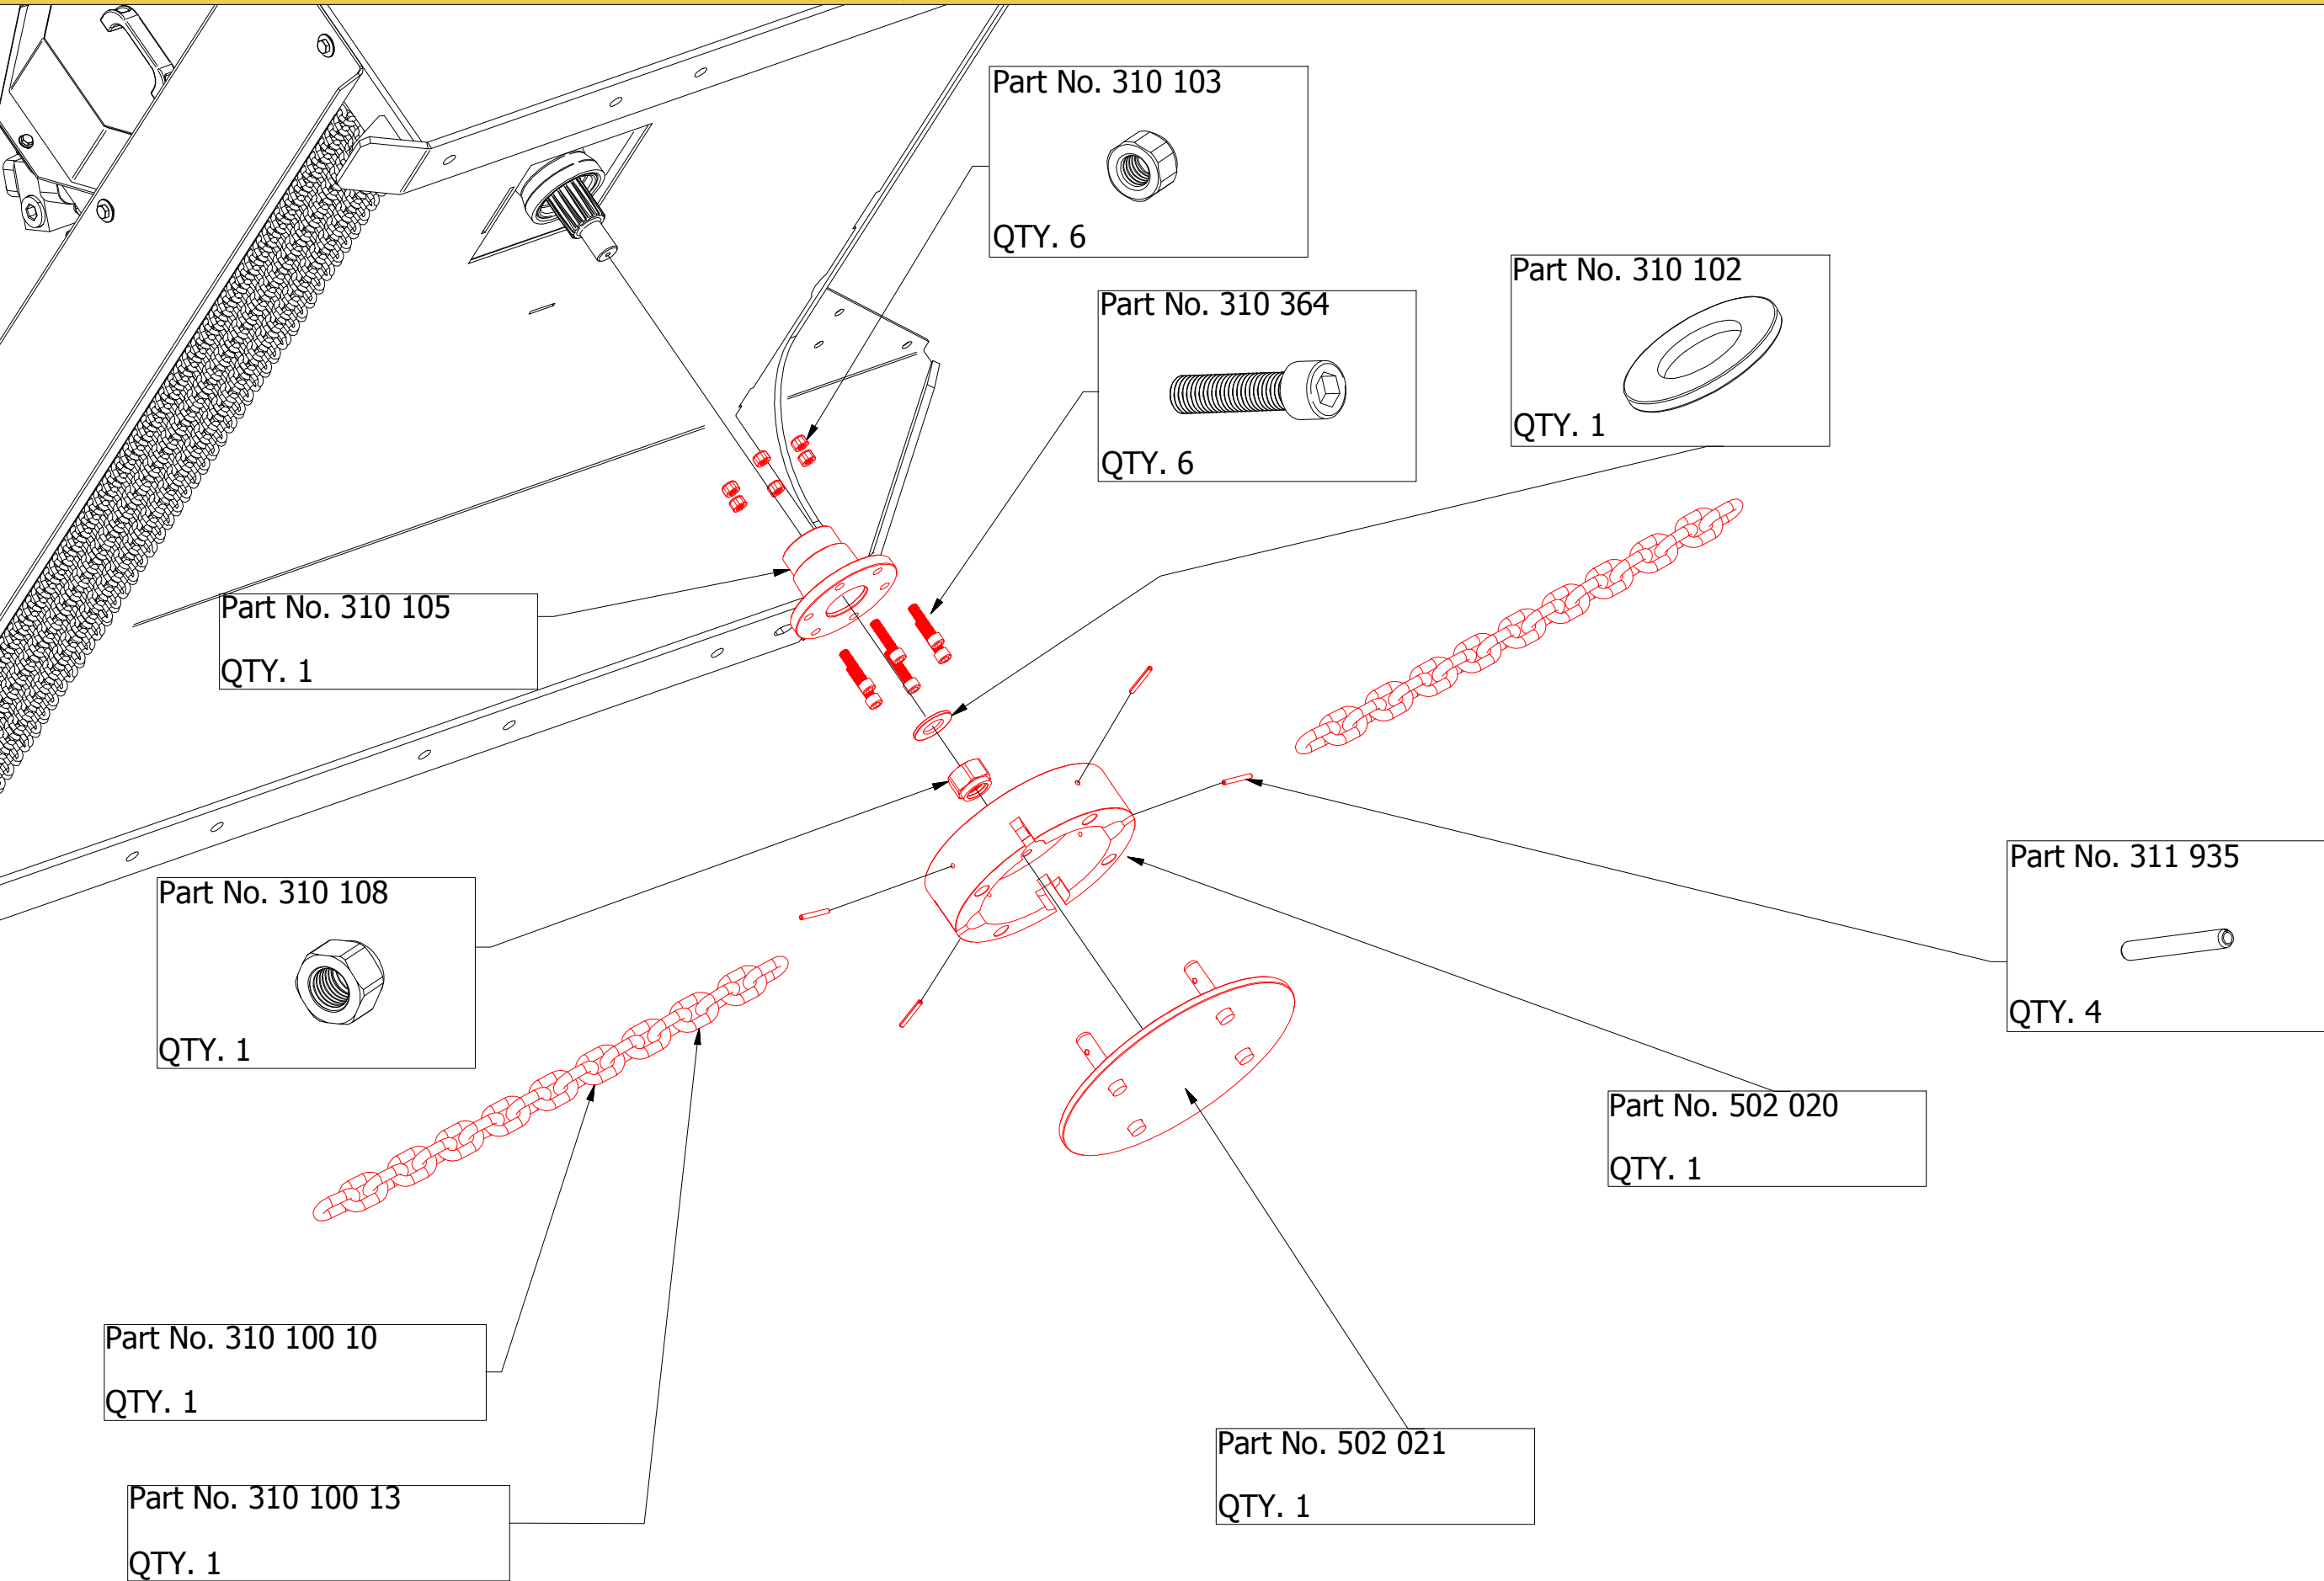 Part No. 310 103
QTY. 6
Part No. 310 364
QTY. 6
Part No. 310 102
QTY. 1
Part No. 310 105
QTY. 1
Part No. 310 108
QTY. 1
Part No. 311 935
QTY. 4
Part No. 502 020
QTY. 1
Part No. 310 100 10
QTY. 1
Part No. 502 021
QTY. 1
Part No. 310 100 13
QTY. 1